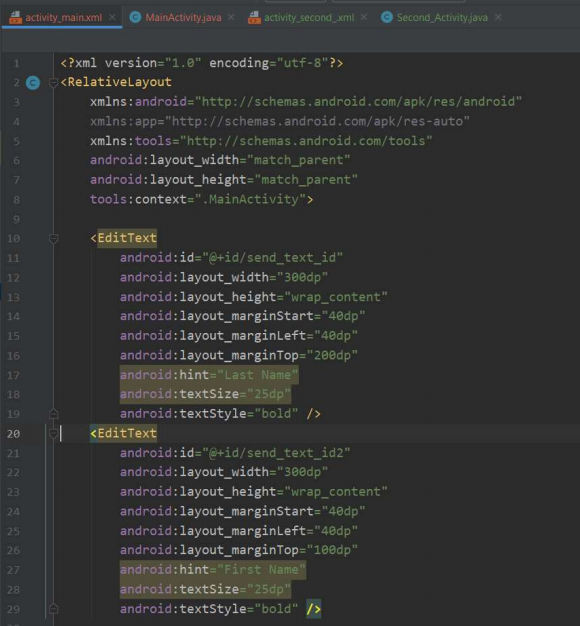 activity_main.xml × MainActivity.java × activity_second_.xml × Second_Activity.java ×
1 <?xml version="1.0" encoding="utf-8"?>
2 C <RelativeLayout
3 xmlns:android="http://schemas.android.com/apk/res/android"
4 xmlns:app="http://schemas.android.com/apk/res-auto"
5 xmlns:tools="http://schemas.android.com/tools"
6 android:layout_width="match_parent"
7 android:layout_height="match_parent"
8 tools:context=".MainActivity">
9
10 <EditText
11 android:id="@+id/send_text_id"
12 android:layout_width="300dp"
13 android:layout_height="wrap_content"
14 android:layout_marginStart="40dp"
15 android:layout_marginLeft="40dp"
16 android:layout_marginTop="200dp"
17 android:hint="Last Name"
18 android:textSize="25dp"
19 android:textStyle="bold" />
20 <EditText
21 android:id="@+id/send_text_id2"
22 android:layout_width="300dp"
23 android:layout_height="wrap_content"
24 android:layout_marginStart="40dp"
25 android:layout_marginLeft="40dp"
26 android:layout_marginTop="100dp"
27 android:hint="First Name"
28 android:textSize="25dp"
29 android:textStyle="bold" />